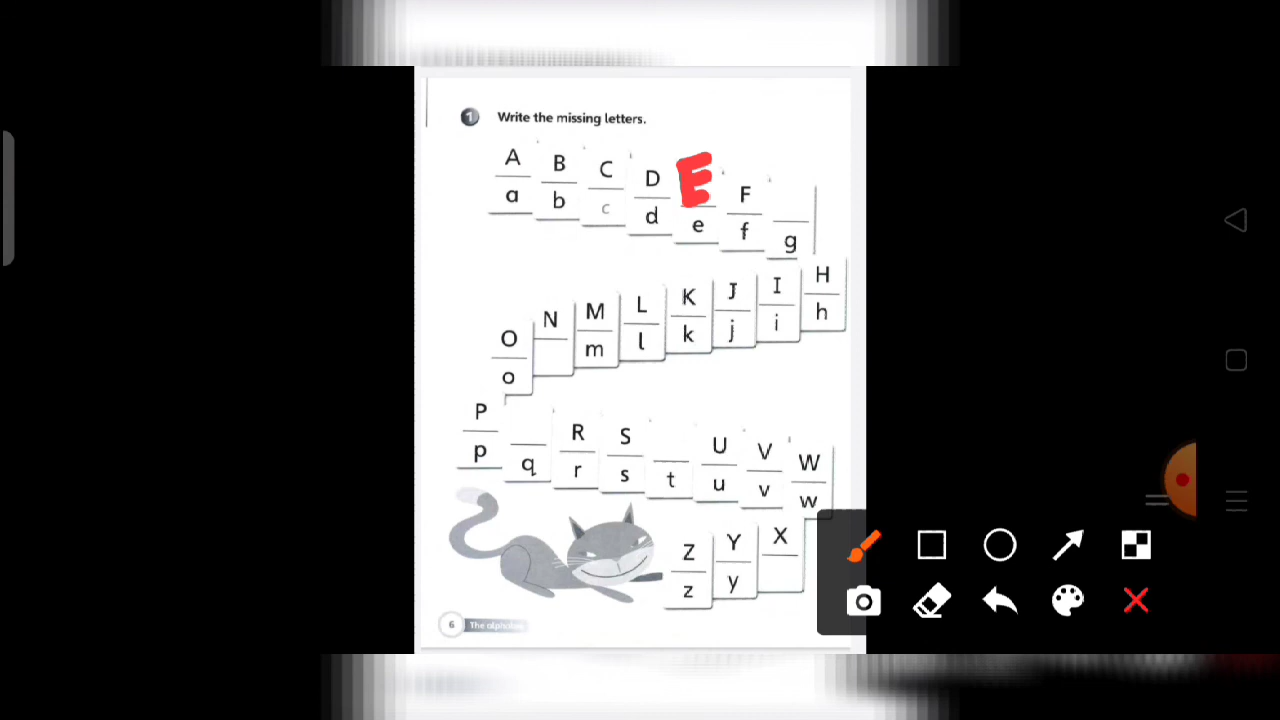 1 Write the missing letters.
A B C D E F
a b c d e f g
O N M L K J I H
o m l k j i h
P R S U V W
p q r s t u v w
Z Y X
z y
6 The alphabet